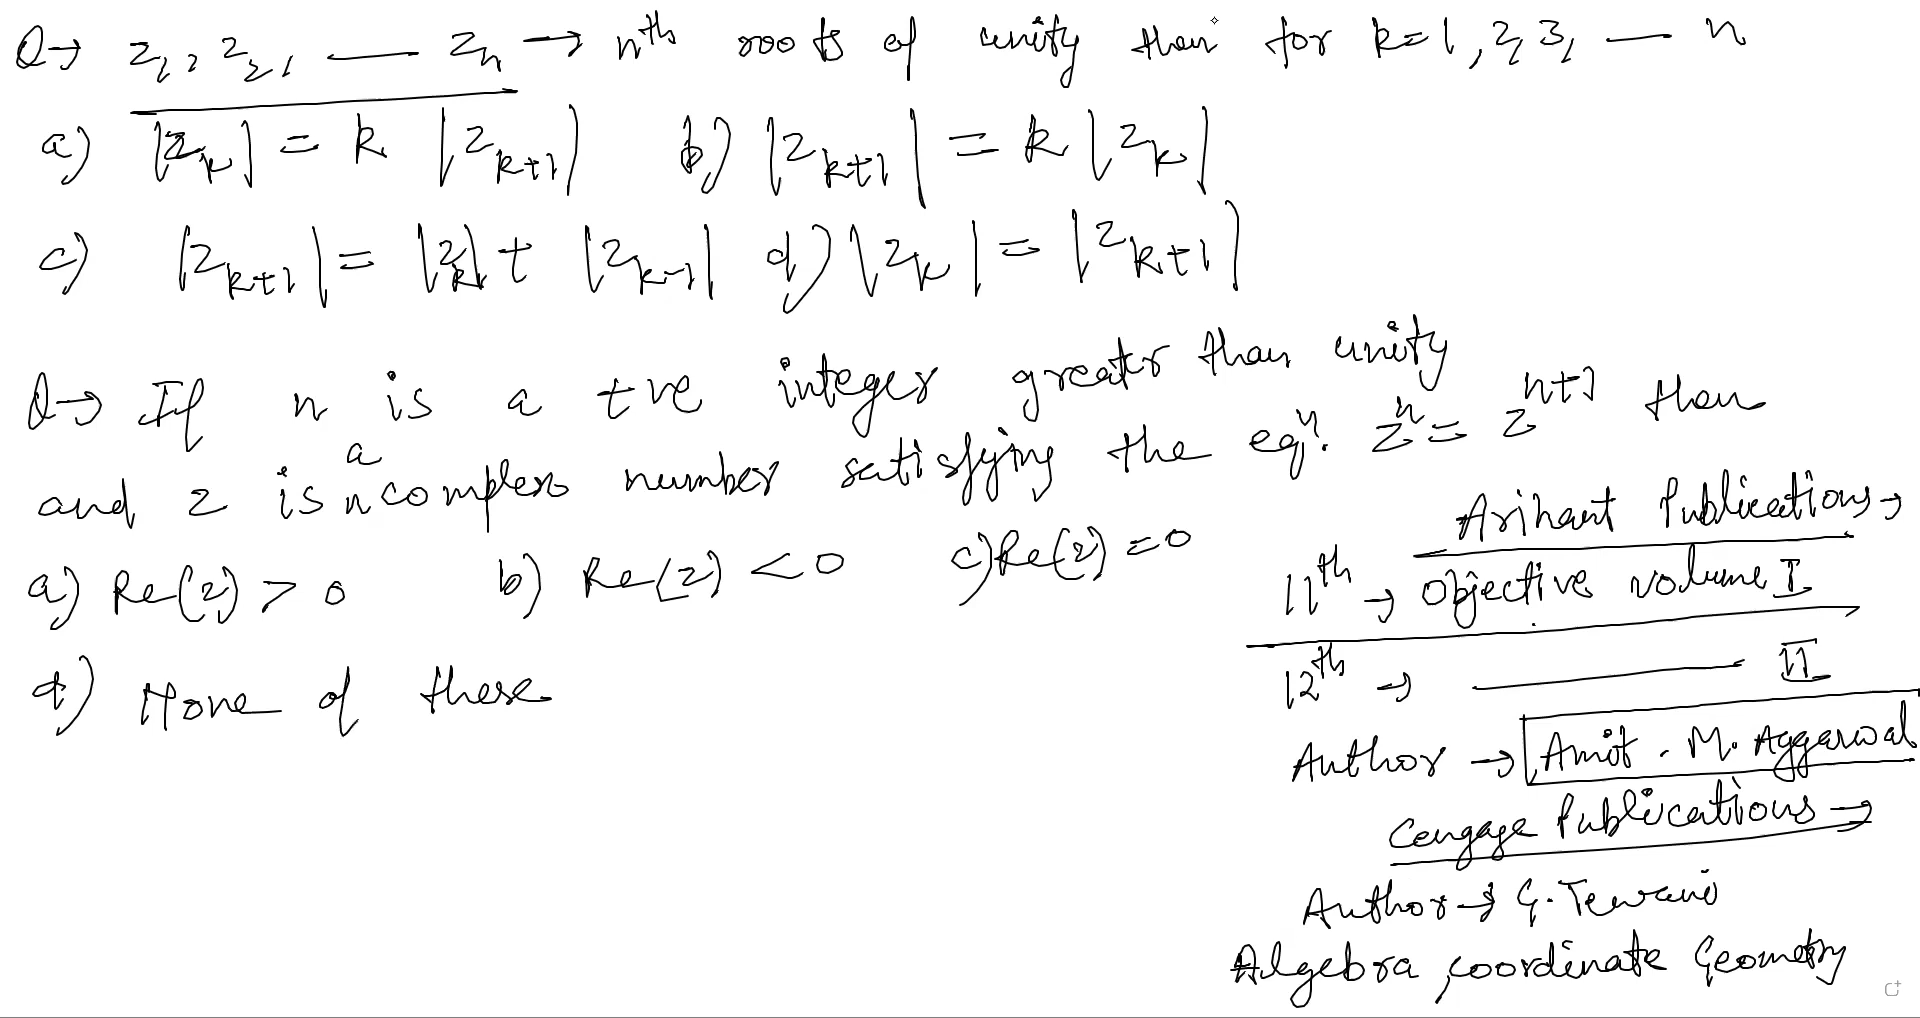 Q→ z₁, z₂, — zₙ → nᵗʰ roots of unity then for k=1, 2, 3, — n
a) |zₖ| = k |zₖ₊₁| b) |zₖ₊₁| = k |zₖ|
c) |zₖ₊₁| = |zₖ| + |zₖ₋₁| d) |zₖ| = |zₖ₊₁|
Q→ If n is a +ve integer greater than unity
and z is a complex number satisfying the eqⁿ. zⁿ = zⁿ⁺¹ then
a) Re(z) > 0 b) Re(z) < 0 c) Re(z) = 0
d) None of these
Arihant Publications →
11ᵗʰ → Objective volume I
12ᵗʰ → — II
Author → Amit. M. Aggarwal
Cengage Publications →
Author → G. Tewani
Algebra, coordinate Geometry